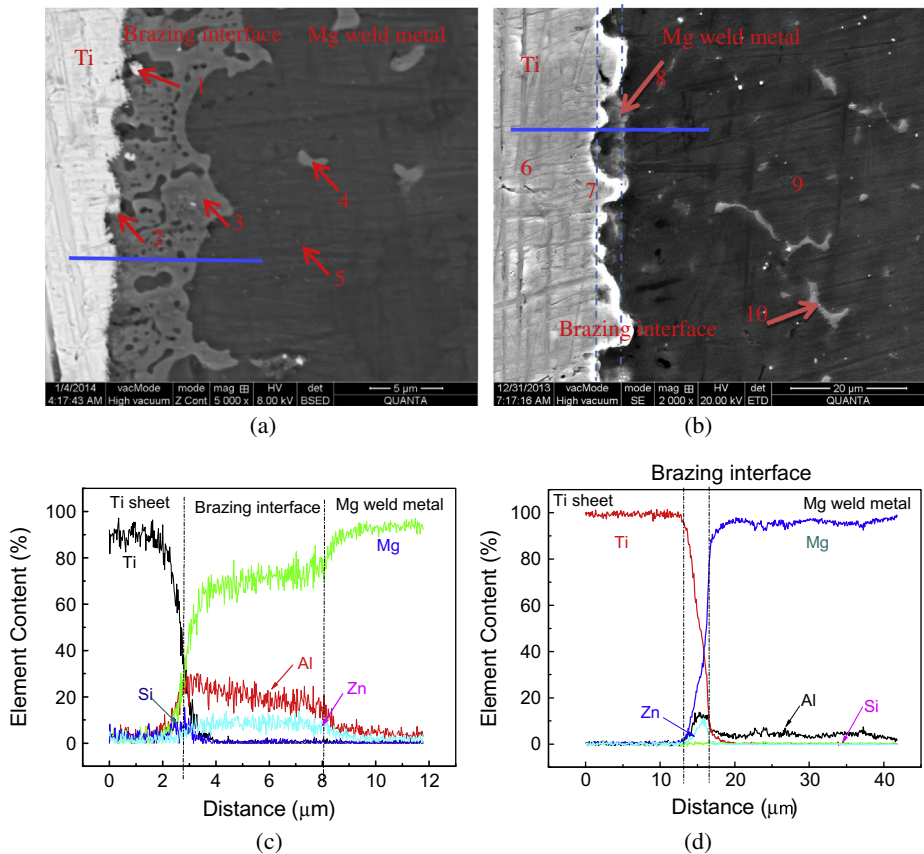 Brazing interface
Mg weld metal
Ti
1
2
3
4
5
1/4/2014 vacMode mode mag ⊞ HV det 5 µm
4:17:43 AM High vacuum Z Cont 5 000 x 8.00 kV BSED QUANTA
(a)
Mg weld metal
Ti
8
6
7
9
10
Brazing interface
12/31/2013 vacMode mode mag ⊞ HV det 20 µm
7:17:16 AM High vacuum SE 2 000 x 20.00 kV ETD QUANTA
(b)
Ti sheet Brazing interface Mg weld metal
Ti
Mg
Al
Zn
Si
Element Content (%)
100
80
60
40
20
0
0 2 4 6 8 10 12
Distance (μm)
(c)
Brazing interface
Ti sheet Mg weld metal
Ti
Mg
Zn
Al
Si
Element Content (%)
100
80
60
40
20
0
0 10 20 30 40
Distance (μm)
(d)